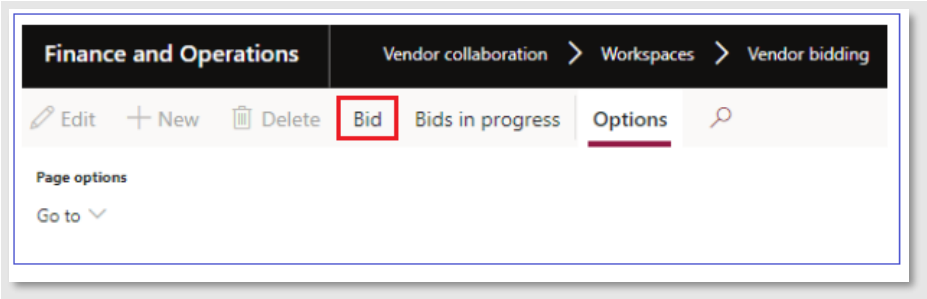 Finance and Operations Vendor collaboration > Workspaces > Vendor bidding
Edit New Delete Bid Bids in progress Options
Page options
Go to